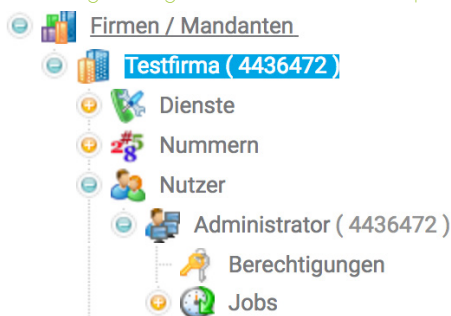 Firmen / Mandanten
Testfirma ( 4436472 )
Dienste
Nummern
Nutzer
Administrator ( 4436472 )
Berechtigungen
Jobs